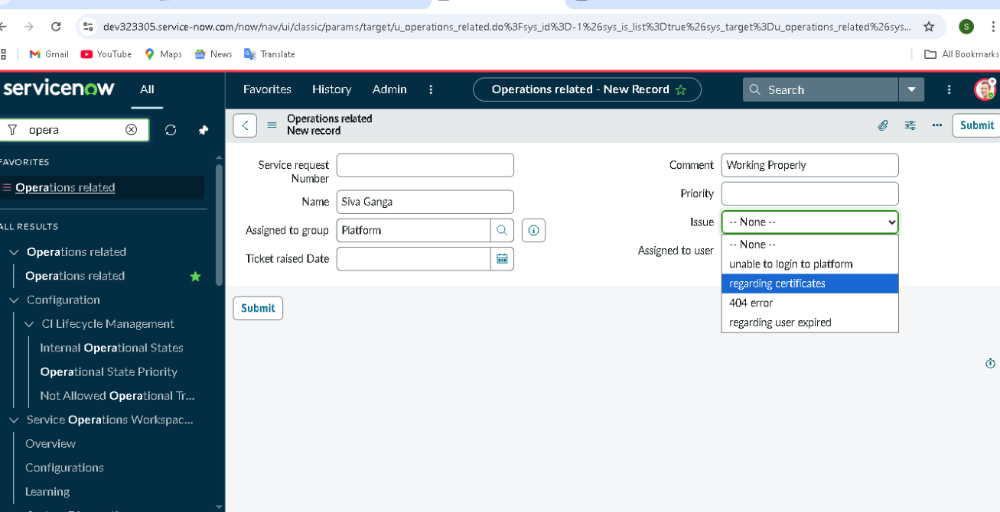 dev323305.service-now.com/now/nav/ui/classic/params/target/u_operations_related.do%3Fsys_id%3D-1%26sys_is_list%3Dtrue%26sys_target%3Du_operations_related%26sys...
S
Gmail YouTube Maps News Translate All Bookmarks
servicenow All Favorites History Admin Operations related - New Record Search
opera
FAVORITES
Operations related
ALL RESULTS
Operations related
Operations related
Configuration
CI Lifecycle Management
Internal Operational States
Operational State Priority
Not Allowed Operational Tr...
Service Operations Workspac...
Overview
Configurations
Learning
Operations related
New record
Submit
Service request
Number
Name Siva Ganga
Assigned to group Platform
Ticket raised Date
Comment Working Properly
Priority
Issue -- None --
-- None --
unable to login to platform
regarding certificates
404 error
regarding user expired
Assigned to user
Submit